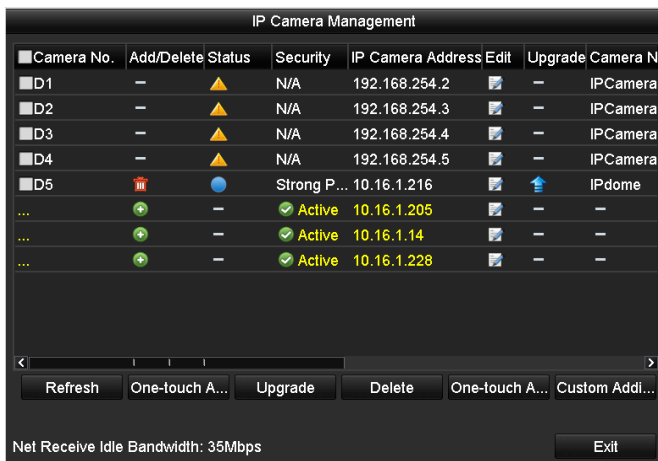 IP Camera Management
Camera No. Add/Delete Status Security IP Camera Address Edit Upgrade Camera N
D1 – N/A 192.168.254.2 – IPCamera
D2 – N/A 192.168.254.3 – IPCamera
D3 – N/A 192.168.254.4 – IPCamera
D4 – N/A 192.168.254.5 – IPCamera
D5 Strong P... 10.16.1.216 IPdome
... – Active 10.16.1.205 – –
... – Active 10.16.1.14 – –
... – Active 10.16.1.228 – –
Refresh One-touch A... Upgrade Delete One-touch A... Custom Addi...
Net Receive Idle Bandwidth: 35Mbps Exit